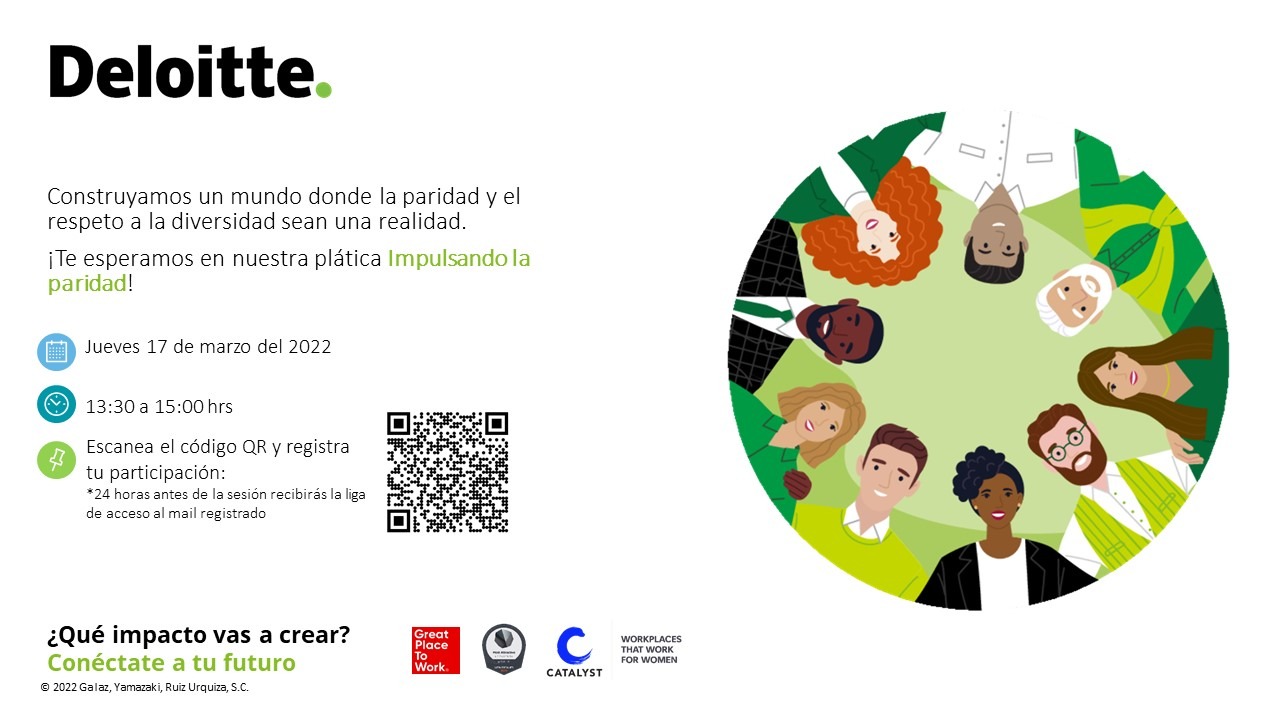 Deloitte.
Construyamos un mundo donde la paridad y el
respeto a la diversidad sean una realidad.
¡Te esperamos en nuestra plática Impulsando la
paridad!
Jueves 17 de marzo del 2022
13:30 a 15:00 hrs
Escanea el código QR y registra
tu participación:
*24 horas antes de la sesión recibirás la liga
de acceso al mail registrado
¿Qué impacto vas a crear?
Conéctate a tu futuro
© 2022 Galaz, Yamazaki, Ruiz Urquiza, S.C.
Great
Place
To
Work.
CATALYST
WORKPLACES
THAT WORK
FOR WOMEN